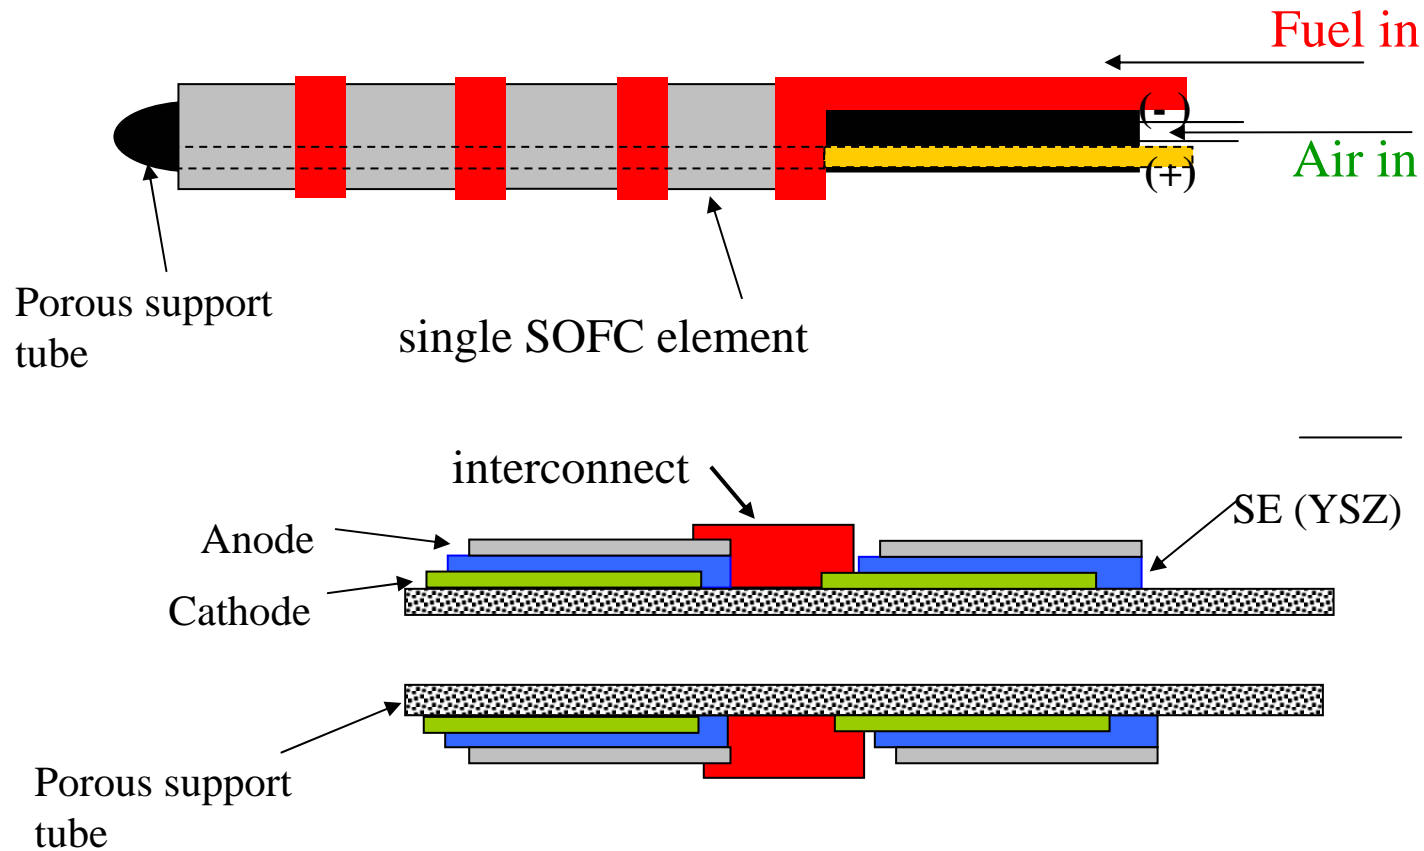 Fuel in
(-)
Air in
(+)
Porous support
tube
single SOFC element
interconnect
SE (YSZ)
Anode
Cathode
Porous support
tube